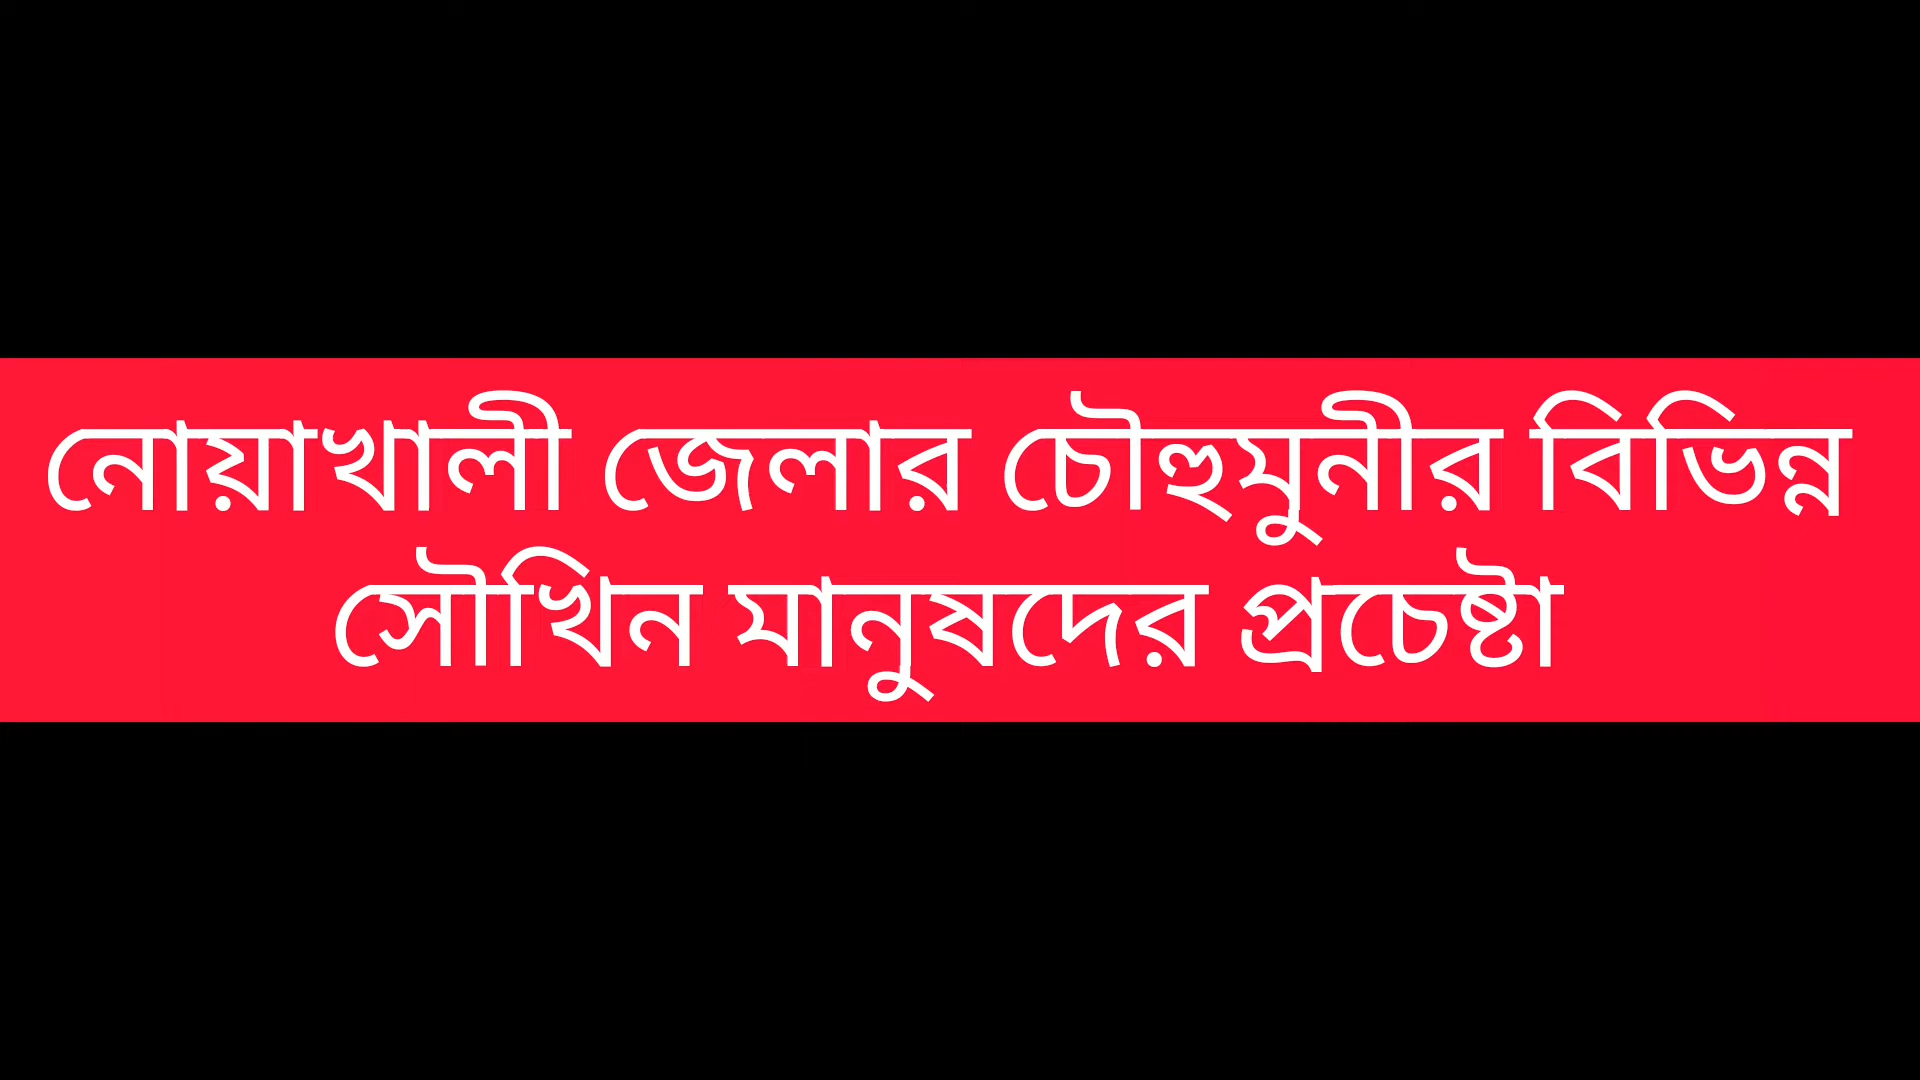 নোয়াখালী জেলার চৌহুমুনীর বিভিন্ন
সৌখিন মানুষদের প্রচেষ্টা